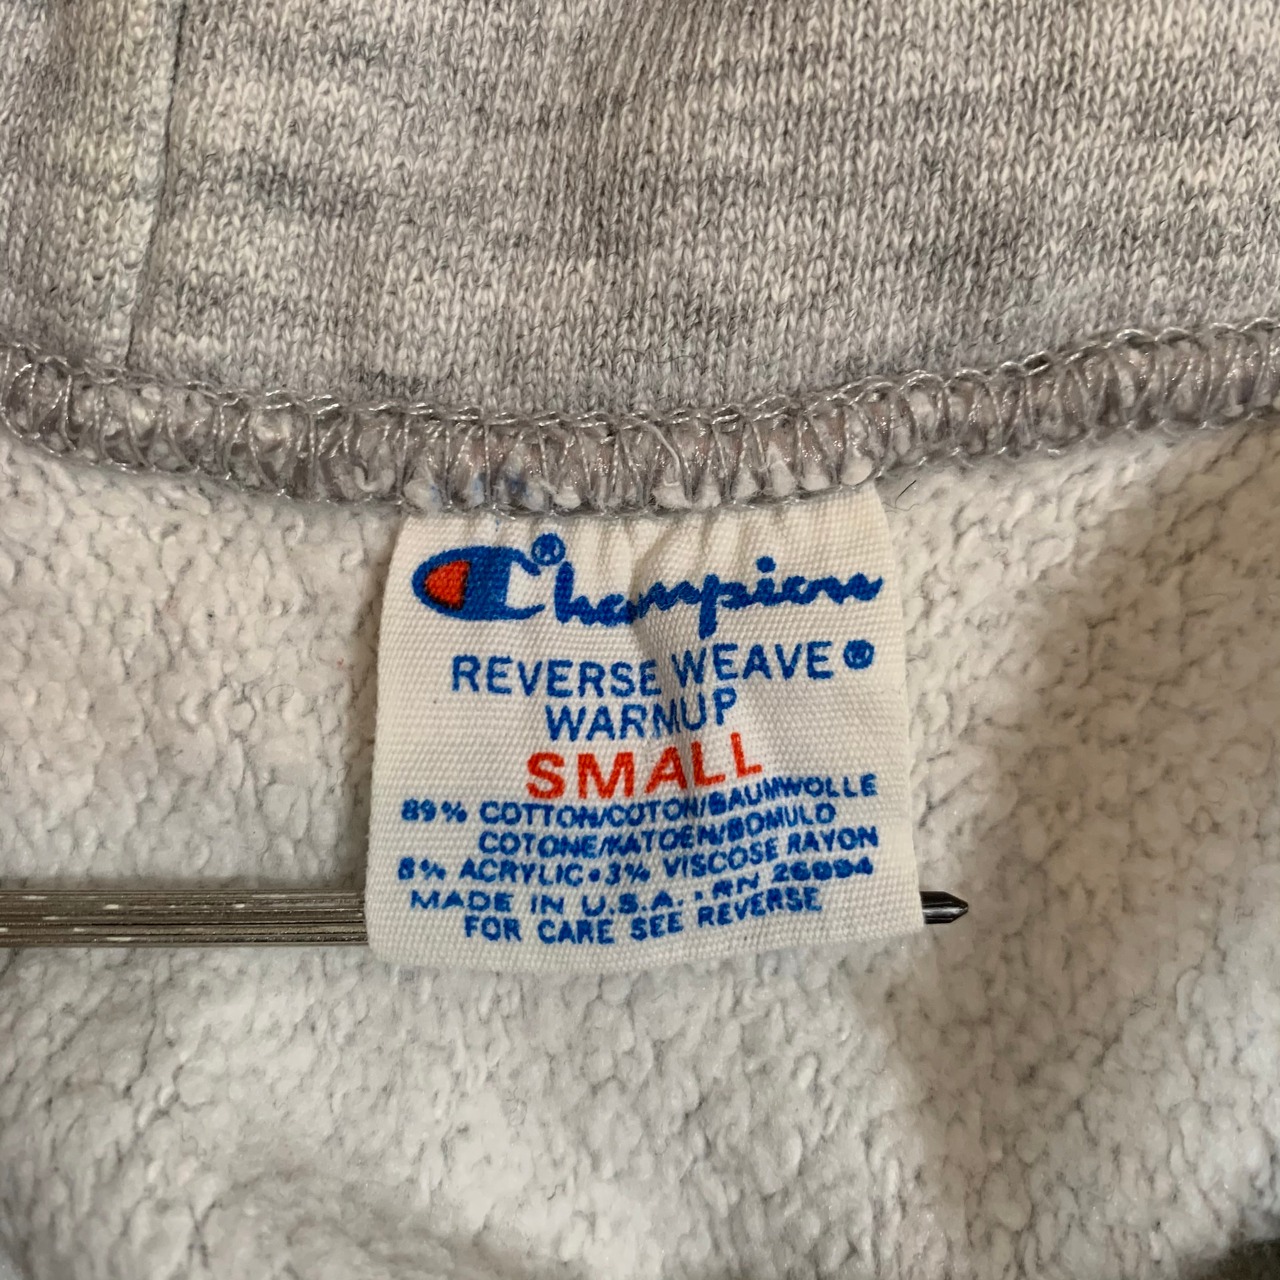 Champion®
REVERSE WEAVE®
WARMUP
SMALL
89% COTTON/COTON/BAUMWOLLE
COTONE/KATOEN/BOMULD
8% ACRYLIC•3% VISCOSE RAYON
MADE IN U.S.A. • RN 26094
FOR CARE SEE REVERSE